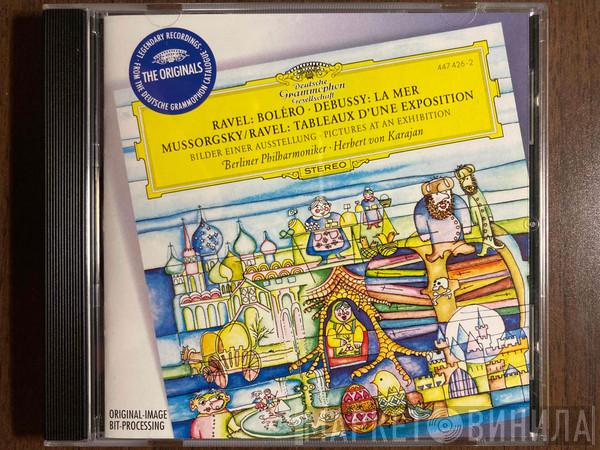 LEGENDARY RECORDINGS
FROM THE DEUTSCHE GRAMMOPHON CATALOGUE
THE ORIGINALS
Deutsche
Grammophon
Gesellschaft
447 426-2
RAVEL: BOLÉRO · DEBUSSY: LA MER
MUSSORGSKY/RAVEL: TABLEAUX D'UNE EXPOSITION
BILDER EINER AUSSTELLUNG · PICTURES AT AN EXHIBITION
Berliner Philharmoniker · Herbert von Karajan
STEREO
ORIGINAL-IMAGE
BIT-PROCESSING
МАРКЕТ ВИНИЛА